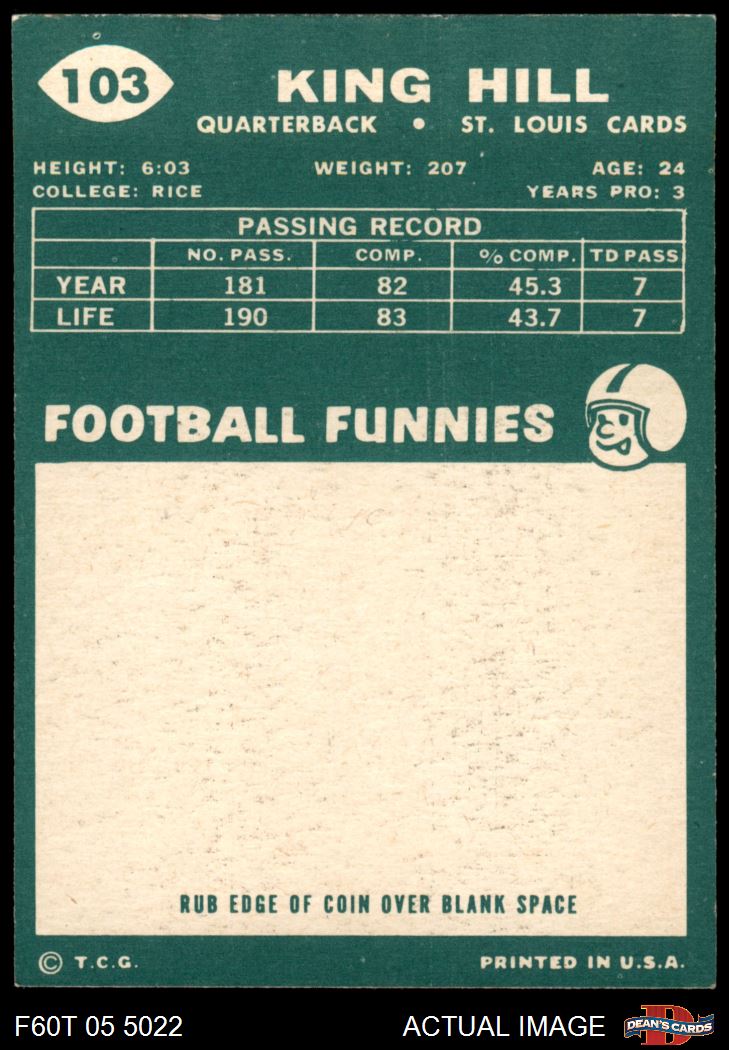 103
KING HILL
QUARTERBACK • ST. LOUIS CARDS
HEIGHT: 6:03 WEIGHT: 207 AGE: 24
COLLEGE: RICE YEARS PRO: 3
PASSING RECORD
NO. PASS. COMP. % COMP. TD PASS
YEAR 181 82 45.3 7
LIFE 190 83 43.7 7
FOOTBALL FUNNIES
RUB EDGE OF COIN OVER BLANK SPACE
© T.C.G. PRINTED IN U.S.A.
F60T 05 5022 ACTUAL IMAGE D DEAN'S CARDS